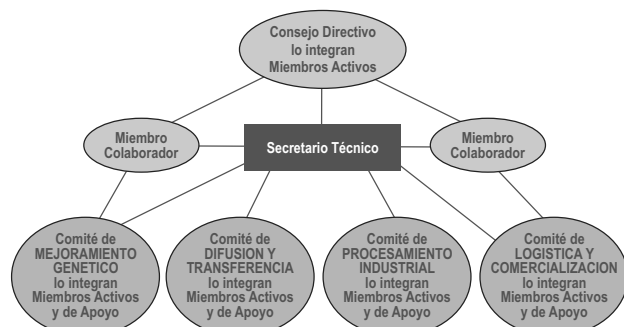 Consejo Directivo
lo integran
Miembros Activos
Miembro
Colaborador
Secretario Técnico
Miembro
Colaborador
Comité de
MEJORAMIENTO
GENETICO
lo integran
Miembros Activos
y de Apoyo
Comité de
DIFUSION Y
TRANSFERENCIA
lo integran
Miembros Activos
y de Apoyo
Comité de
PROCESAMIENTO
INDUSTRIAL
lo integran
Miembros Activos
y de Apoyo
Comité de
LOGISTICA Y
COMERCIALIZACION
lo integran
Miembros Activos
y de Apoyo